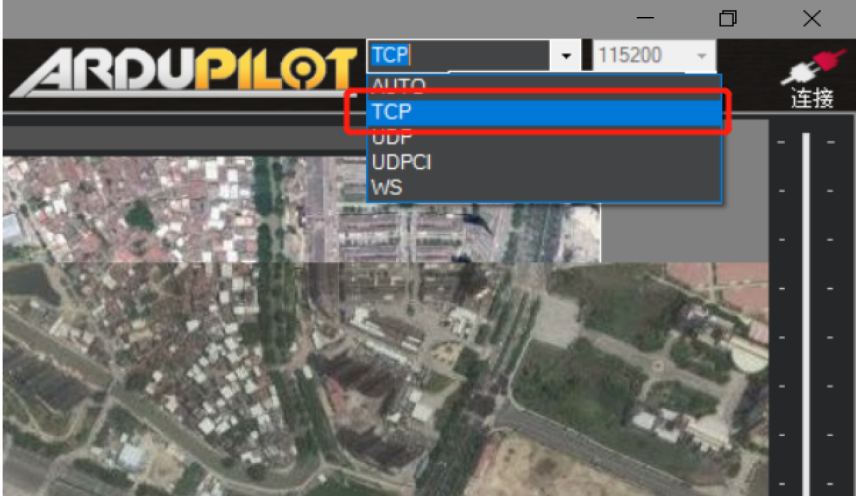 ARDUPILOT
TCP
115200
AUTO
TCP
UDP
UDPCI
WS
连接